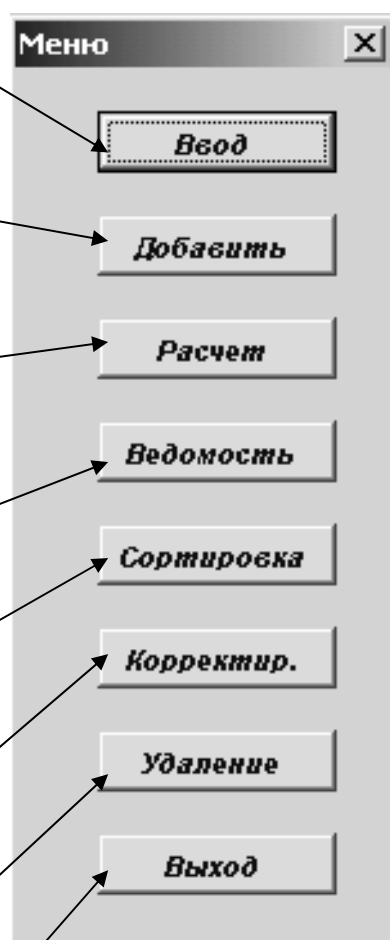 Меню
Ввод
Добавить
Расчет
Ведомость
Сортировка
Корректир.
Удаление
Выход